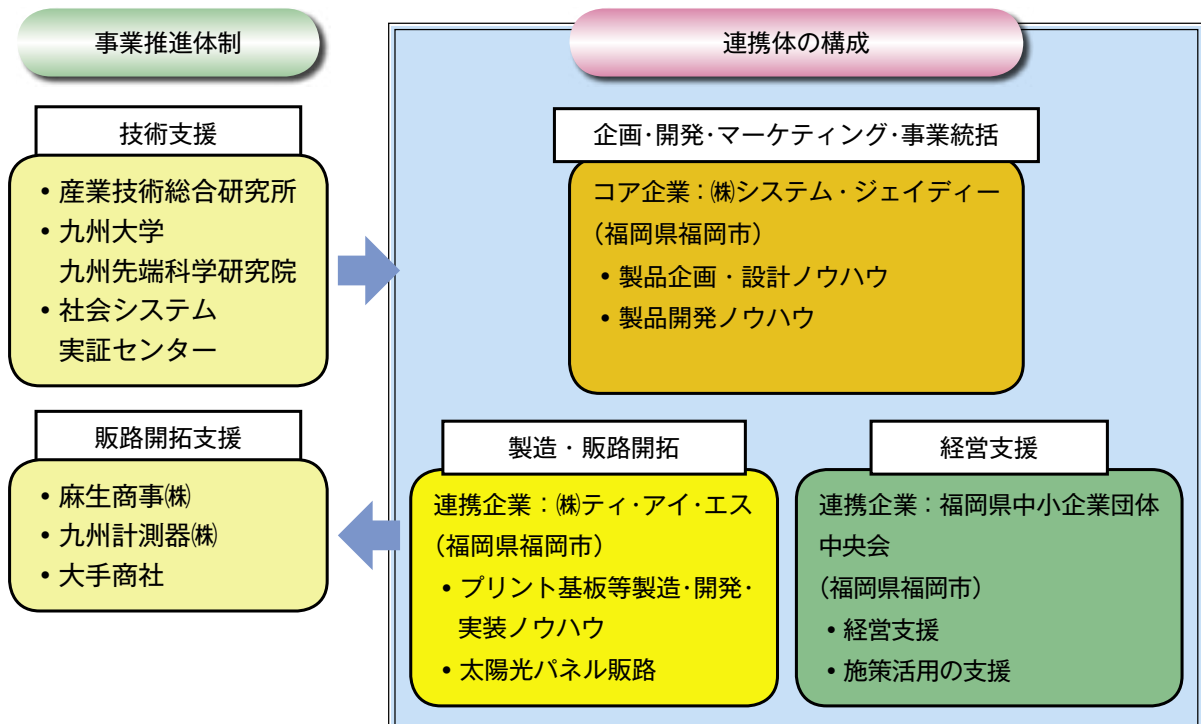 事業推進体制
技術支援
• 産業技術総合研究所
• 九州大学
九州先端科学研究院
• 社会システム
実証センター
販路開拓支援
• 麻生商事㈱
• 九州計測器㈱
• 大手商社
連携体の構成
企画・開発・マーケティング・事業統括
コア企業：㈱システム・ジェイディー
（福岡県福岡市）
• 製品企画・設計ノウハウ
• 製品開発ノウハウ
製造・販路開拓
連携企業：㈱ティ・アイ・エス
（福岡県福岡市）
• プリント基板等製造・開発・
実装ノウハウ
• 太陽光パネル販路
経営支援
連携企業：福岡県中小企業団体
中央会
（福岡県福岡市）
• 経営支援
• 施策活用の支援